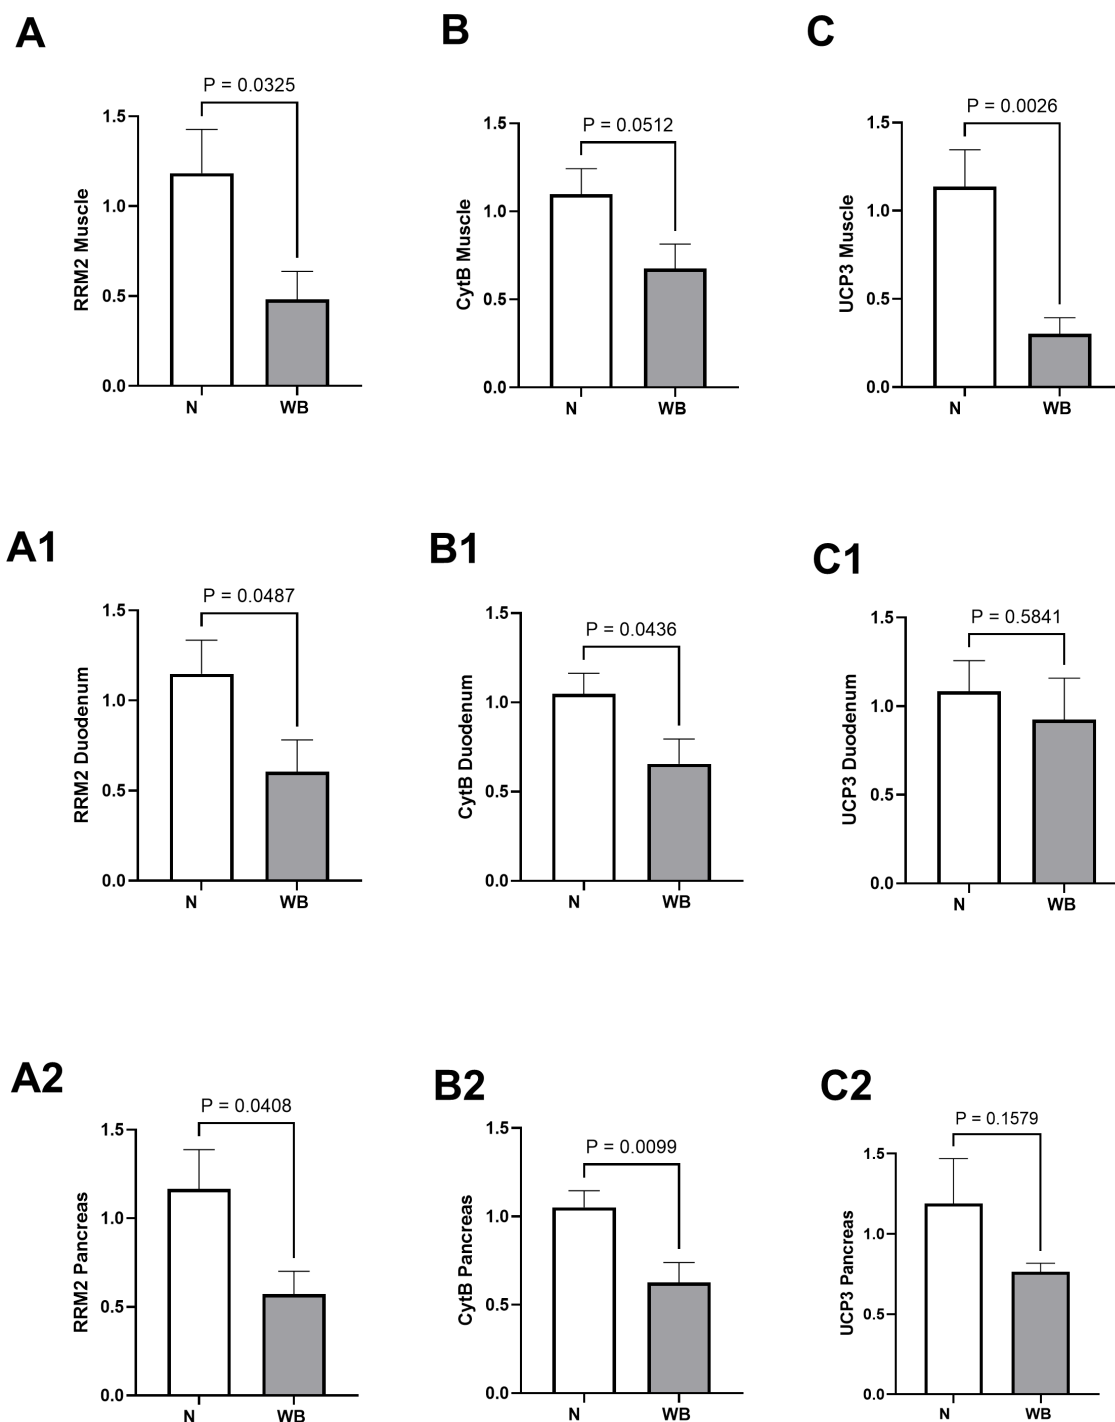 A
B
C
P = 0.0325
P = 0.0512
P = 0.0026
RRM2 Muscle
1.5
1.0
0.5
0.0
N
WB
CytB Muscle
1.5
1.0
0.5
0.0
N
WB
UCP3 Muscle
1.5
1.0
0.5
0.0
N
WB
A1
B1
C1
P = 0.0487
P = 0.0436
P = 0.5841
RRM2 Duodenum
1.5
1.0
0.5
0.0
N
WB
CytB Duodenum
1.5
1.0
0.5
0.0
N
WB
UCP3 Duodenum
1.5
1.0
0.5
0.0
N
WB
A2
B2
C2
P = 0.0408
P = 0.0099
P = 0.1579
RRM2 Pancreas
1.5
1.0
0.5
0.0
N
WB
CytB Pancreas
1.5
1.0
0.5
0.0
N
WB
UCP3 Pancreas
1.5
1.0
0.5
0.0
N
WB